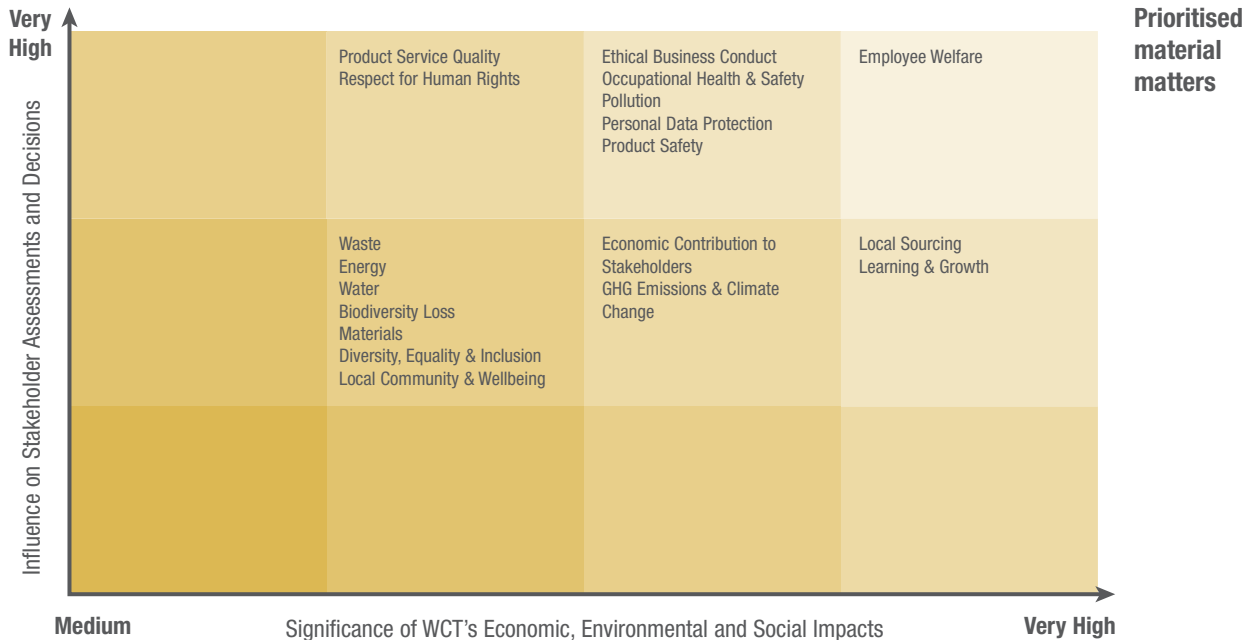 Very
High
Prioritised
material
matters
Influence on Stakeholder Assessments and Decisions
Product Service Quality
Respect for Human Rights
Ethical Business Conduct
Occupational Health & Safety
Pollution
Personal Data Protection
Product Safety
Employee Welfare
Waste
Energy
Water
Biodiversity Loss
Materials
Diversity, Equality & Inclusion
Local Community & Wellbeing
Economic Contribution to
Stakeholders
GHG Emissions & Climate
Change
Local Sourcing
Learning & Growth
Medium
Significance of WCT’s Economic, Environmental and Social Impacts
Very High